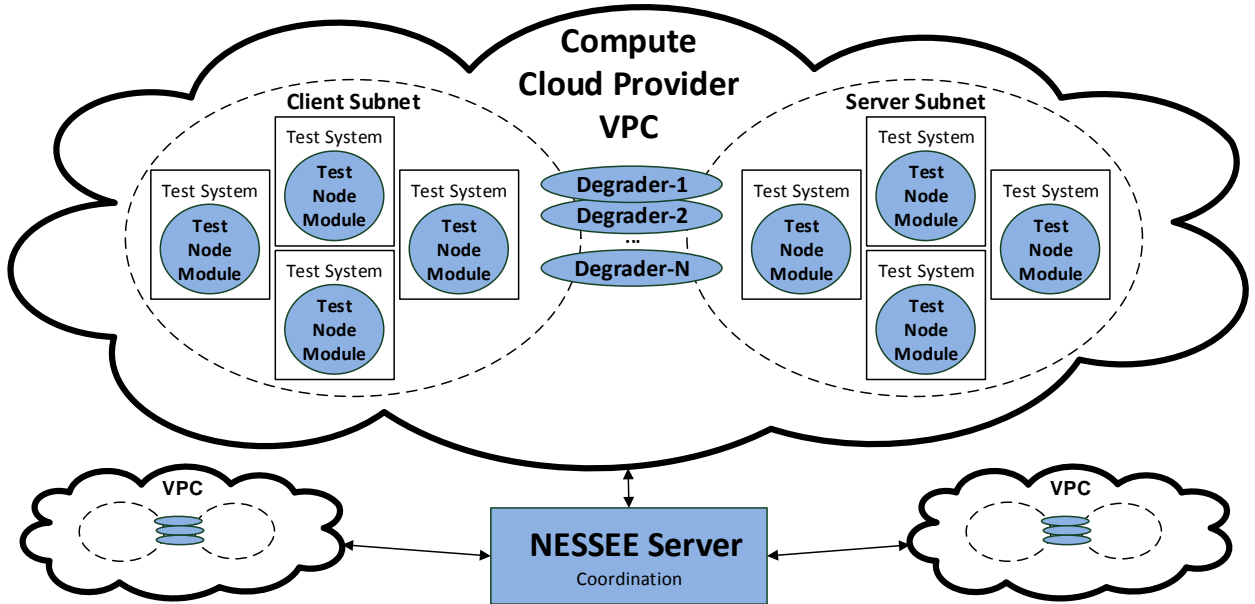 Compute
Cloud Provider
VPC
Client Subnet
Test System
Test
Node
Module
Test System
Test
Node
Module
Test System
Test
Node
Module
Test System
Test
Node
Module
Degrader-1
Degrader-2
...
Degrader-N
Server Subnet
Test System
Test
Node
Module
Test System
Test
Node
Module
Test System
Test
Node
Module
Test System
Test
Node
Module
VPC
NESSEE Server
Coordination
VPC